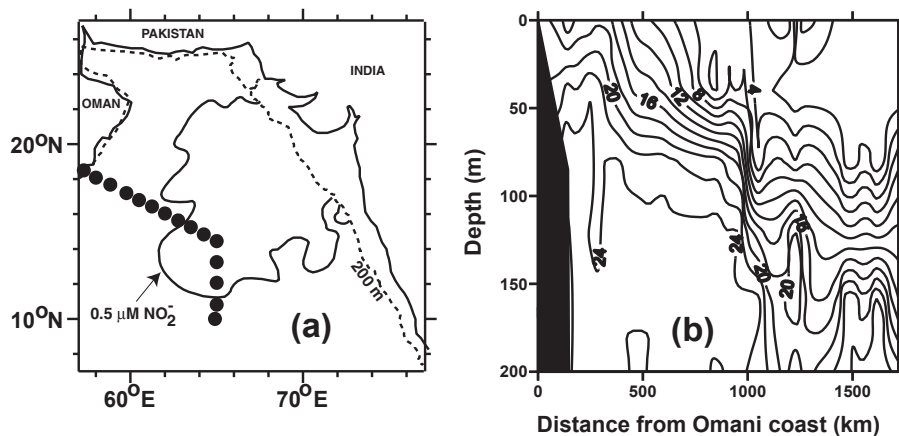 PAKISTAN
INDIA
OMAN
20°N
10°N
60°E
70°E
200 m
0.5 μM NO₂⁻
(a)
0
50
100
150
200
Depth (m)
0
500
1000
1500
Distance from Omani coast (km)
20
16
12
8
4
24
24
20
20
16
(b)